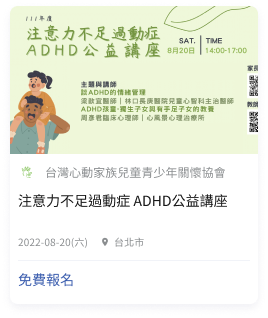 111年度
注意力不足過動症
ADHD公益講座
SAT. TIME
8月20日 14:00-17:00
主題與講師
談ADHD的情緒管理
醫師｜林口長庚醫院兒童心智科主治醫師
ADHD孩童、獨生子女與有手足子女的教養
周彥君臨床心理師｜心風景心理治療所
家長
台灣心動家族兒童青少年關懷協會
注意力不足過動症 ADHD公益講座
2022-08-20(六) 台北市
免費報名